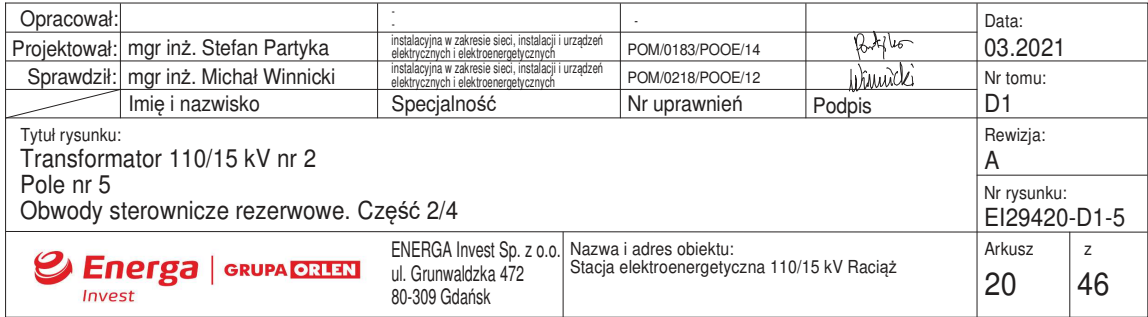 Opracował: - - -
Projektował: mgr inż. Stefan Partyka instalacyjna w zakresie sieci, instalacji i urządzeń elektrycznych i elektroenergetycznych POM/0183/POOE/14 Partyka
Sprawdził: mgr inż. Michał Winnicki instalacyjna w zakresie sieci, instalacji i urządzeń elektrycznych i elektroenergetycznych POM/0218/POOE/12 Winnicki
Imię i nazwisko Specjalność Nr uprawnień Podpis
Data:
03.2021
Nr tomu:
D1
Tytuł rysunku:
Transformator 110/15 kV nr 2
Pole nr 5
Obwody sterownicze rezerwowe. Część 2/4
Rewizja:
A
Nr rysunku:
EI29420-D1-5
Energa GRUPA ORLEN
Invest
ENERGA Invest Sp. z o.o.
ul. Grunwaldzka 472
80-309 Gdańsk
Nazwa i adres obiektu:
Stacja elektroenergetyczna 110/15 kV Raciąż
Arkusz z
20 46